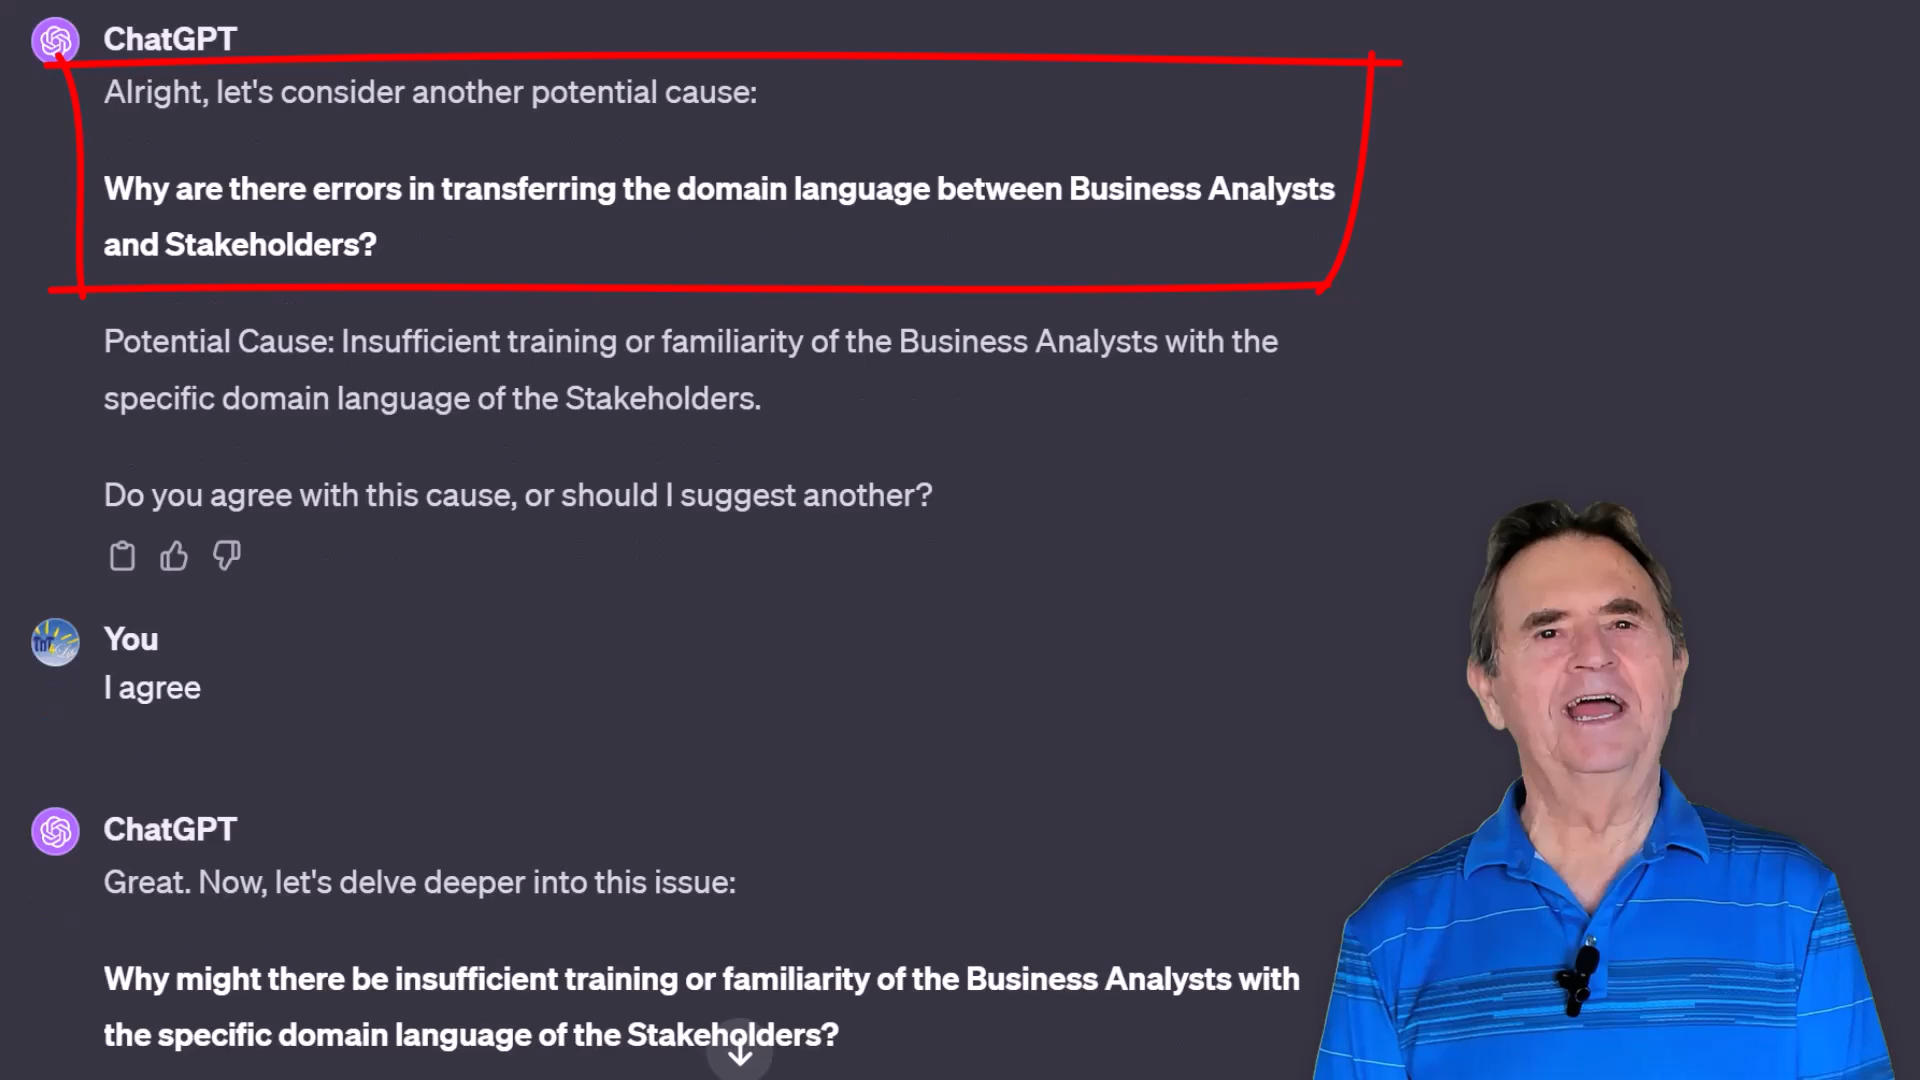 ChatGPT
Alright, let's consider another potential cause:
Why are there errors in transferring the domain language between Business Analysts
and Stakeholders?
Potential Cause: Insufficient training or familiarity of the Business Analysts with the
specific domain language of the Stakeholders.
Do you agree with this cause, or should I suggest another?
You
I agree
ChatGPT
Great. Now, let's delve deeper into this issue:
Why might there be insufficient training or familiarity of the Business Analysts with
the specific domain language of the Stakeholders?